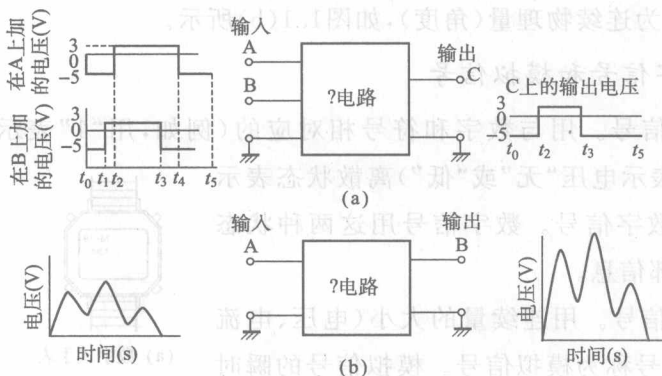 在A上加
的电压(V)
3
0
-5
在B上加
的电压(V)
3
0
-5
t0 t1 t2 t3 t4 t5
输入
A
B
?电路
输出
C
C上的输出电压
3
0
-5
t0 t2 t3 t5
(a)
电压(V)
时间(s)
输入
A
?电路
输出
B
电压(V)
时间(s)
(b)